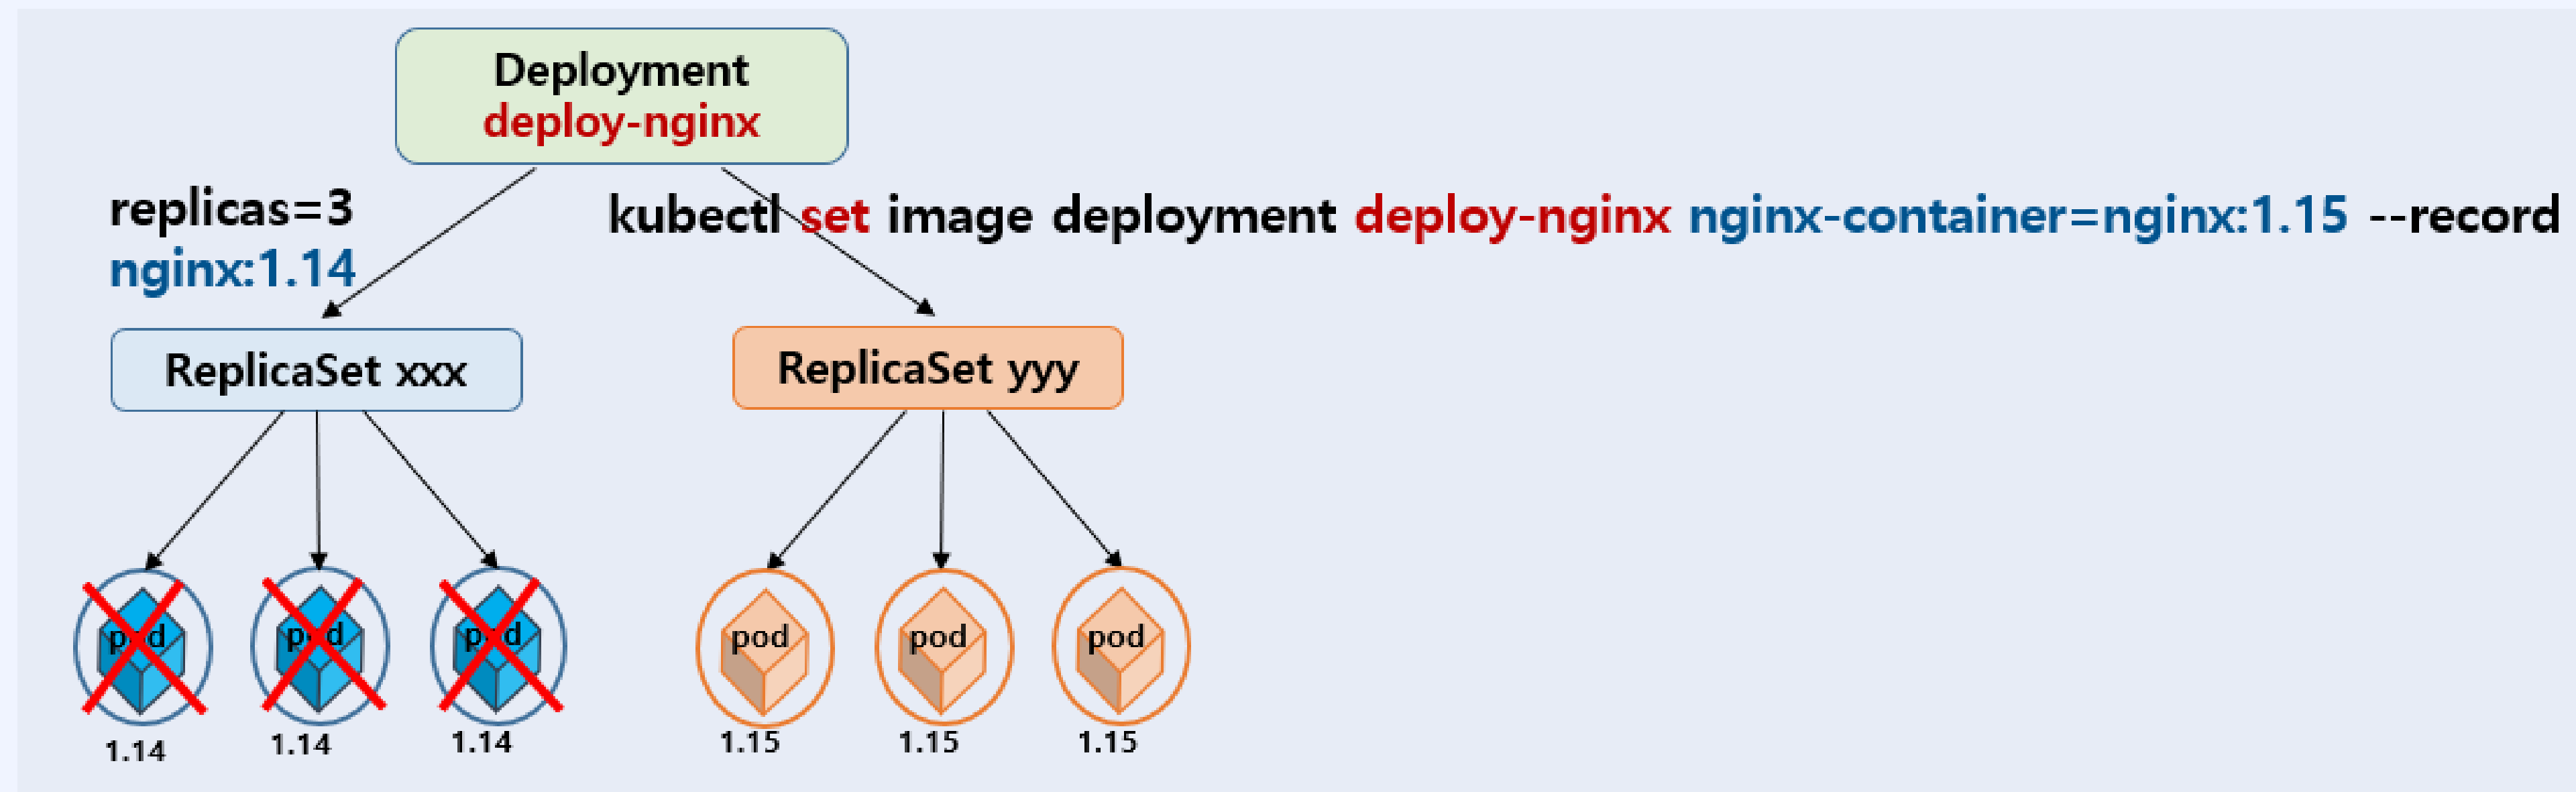 Deployment
deploy-nginx
replicas=3
nginx:1.14
kubectl set image deployment deploy-nginx nginx-container=nginx:1.15 --record
ReplicaSet xxx
ReplicaSet yyy
pod
pod
pod
pod
pod
pod
1.14
1.14
1.14
1.15
1.15
1.15